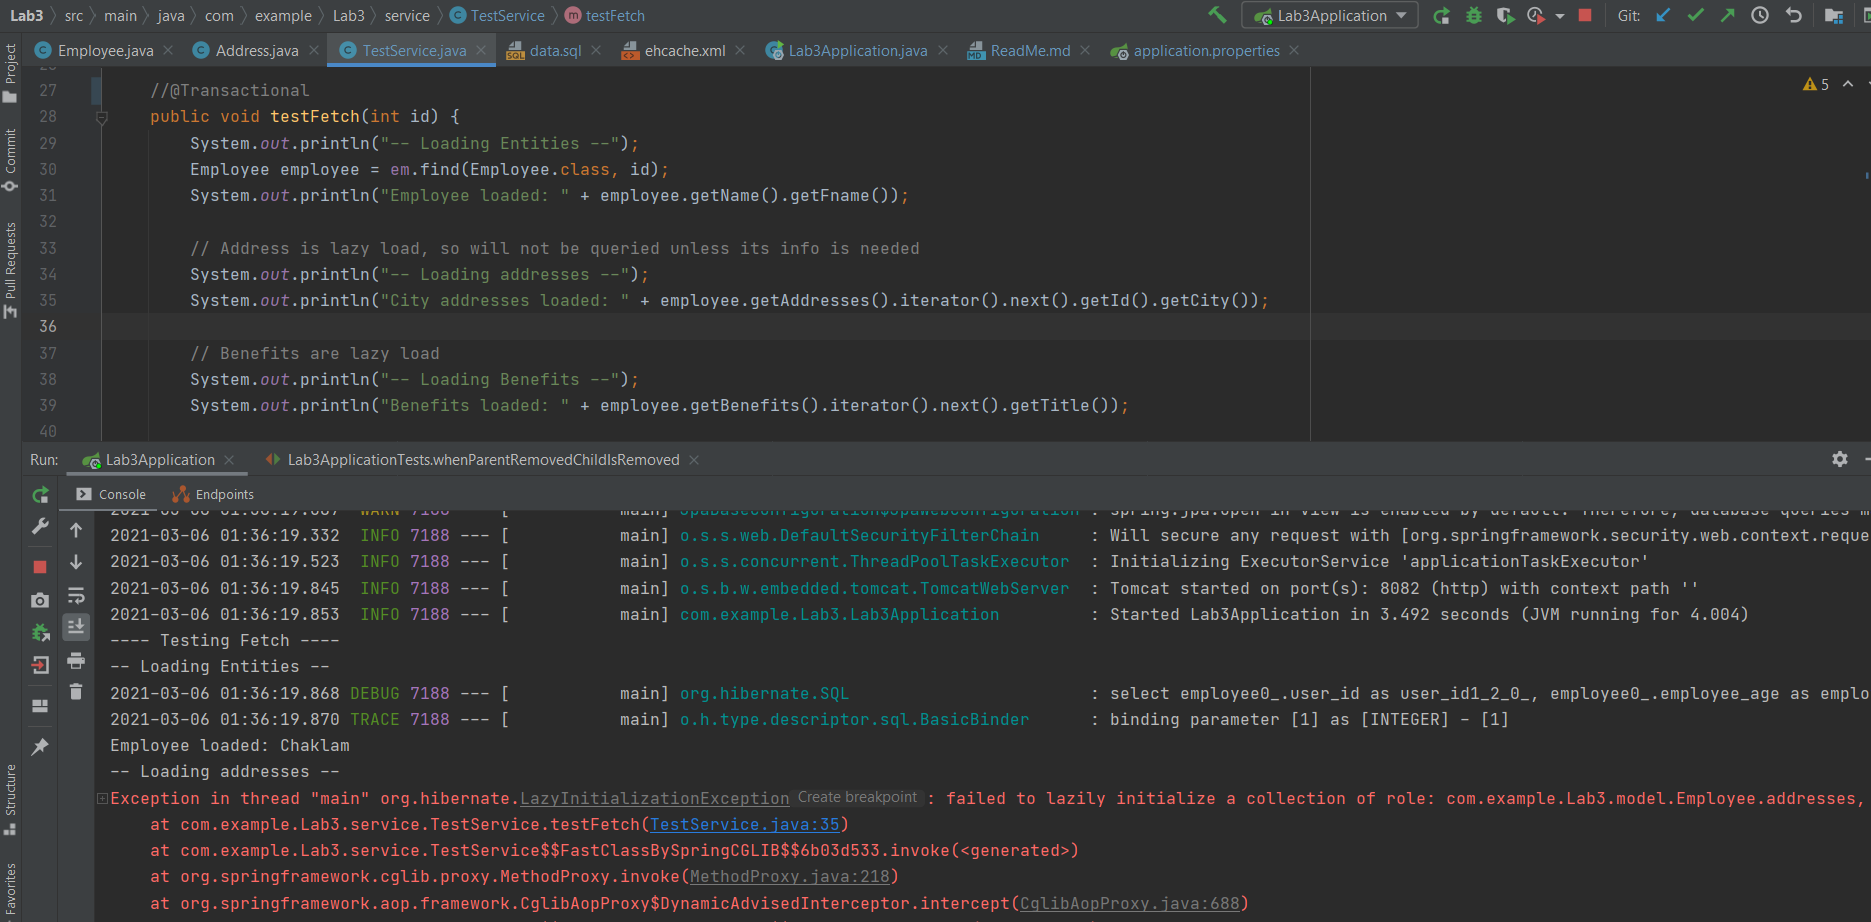 Lab3 src main java com example Lab3 service TestService testFetch Lab3Application Git:
Employee.java Address.java TestService.java data.sql ehcache.xml Lab3Application.java ReadMe.md application.properties
Project
Commit
Pull Requests
Structure
Favorites
5
27 //@Transactional
28 public void testFetch(int id) {
29 System.out.println("-- Loading Entities --");
30 Employee employee = em.find(Employee.class, id);
31 System.out.println("Employee loaded: " + employee.getName().getFname());
32
33 // Address is lazy load, so will not be queried unless its info is needed
34 System.out.println("-- Loading addresses --");
35 System.out.println("City addresses loaded: " + employee.getAddresses().iterator().next().getId().getCity());
36
37 // Benefits are lazy load
38 System.out.println("-- Loading Benefits --");
39 System.out.println("Benefits loaded: " + employee.getBenefits().iterator().next().getTitle());
40
Run: Lab3Application Lab3ApplicationTests.whenParentRemovedChildIsRemoved
Console Endpoints
WARN 7188 --- [ main] JpaBaseConfiguration$JpaWebConfiguration : spring.jpa.open-in-view is enabled by default. Therefore, database queries m
2021-03-06 01:36:19.332 INFO 7188 --- [ main] o.s.s.web.DefaultSecurityFilterChain : Will secure any request with [org.springframework.security.web.context.reque
2021-03-06 01:36:19.523 INFO 7188 --- [ main] o.s.s.concurrent.ThreadPoolTaskExecutor : Initializing ExecutorService 'applicationTaskExecutor'
2021-03-06 01:36:19.845 INFO 7188 --- [ main] o.s.b.w.embedded.tomcat.TomcatWebServer : Tomcat started on port(s): 8082 (http) with context path ''
2021-03-06 01:36:19.853 INFO 7188 --- [ main] com.example.Lab3.Lab3Application : Started Lab3Application in 3.492 seconds (JVM running for 4.004)
---- Testing Fetch ----
-- Loading Entities --
2021-03-06 01:36:19.868 DEBUG 7188 --- [ main] org.hibernate.SQL : select employee0_.user_id as user_id1_2_0_, employee0_.employee_age as emplo
2021-03-06 01:36:19.870 TRACE 7188 --- [ main] o.h.type.descriptor.sql.BasicBinder : binding parameter [1] as [INTEGER] - [1]
Employee loaded: Chaklam
-- Loading addresses --
Exception in thread "main" org.hibernate.LazyInitializationException Create breakpoint : failed to lazily initialize a collection of role: com.example.Lab3.model.Employee.addresses,
at com.example.Lab3.service.TestService.testFetch(TestService.java:35)
at com.example.Lab3.service.TestService$$FastClassBySpringCGLIB$$6b03d533.invoke(<generated>)
at org.springframework.cglib.proxy.MethodProxy.invoke(MethodProxy.java:218)
at org.springframework.aop.framework.CglibAopProxy$DynamicAdvisedInterceptor.intercept(CglibAopProxy.java:688)